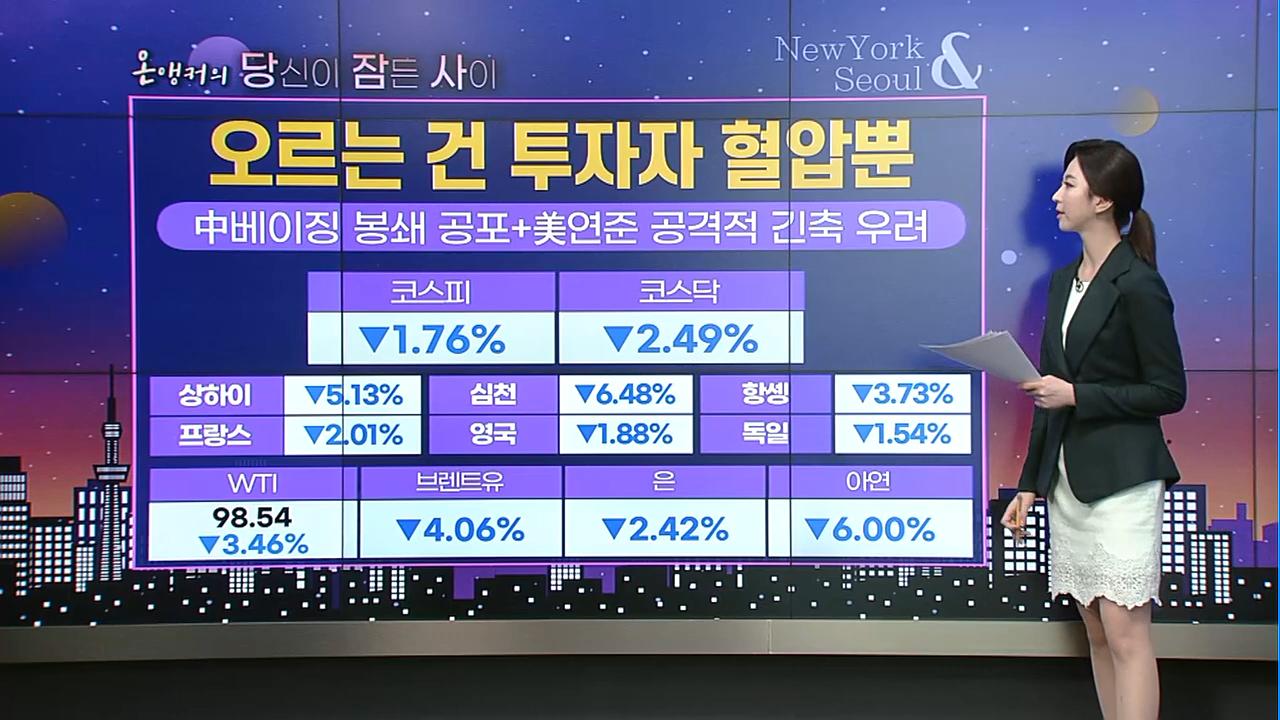 온앵커의 당신이 잠든 사이
NewYork & Seoul
오르는 건 투자자 혈압뿐
中베이징 봉쇄 공포+美연준 공격적 긴축 우려
코스피 코스닥
▼1.76% ▼2.49%
상하이 ▼5.13% 심천 ▼6.48% 항셍 ▼3.73%
프랑스 ▼2.01% 영국 ▼1.88% 독일 ▼1.54%
WTI 브렌트유 은 아연
98.54
▼3.46% ▼4.06% ▼2.42% ▼6.00%